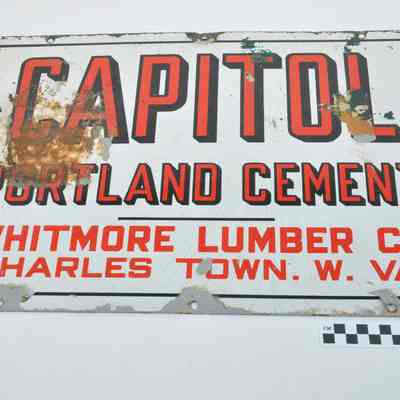 CAPITOL
PORTLAND CEMENT
WHITMORE LUMBER C
CHARLES TOWN. W. VA